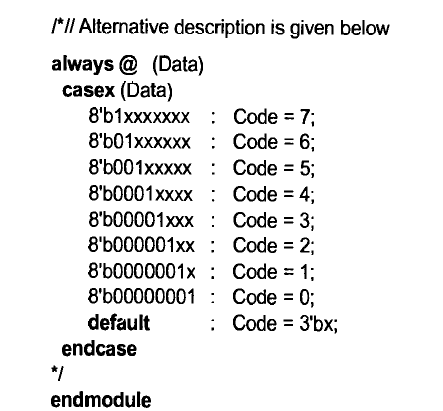 /*// Alternative description is given below
always @ (Data)
casex (Data)
8'b1xxxxxxx : Code = 7;
8'b01xxxxxx : Code = 6;
8'b001xxxxx : Code = 5;
8'b0001xxxx : Code = 4;
8'b00001xxx : Code = 3;
8'b000001xx : Code = 2;
8'b0000001x : Code = 1;
8'b00000001 : Code = 0;
default : Code = 3'bx;
endcase
*/
endmodule